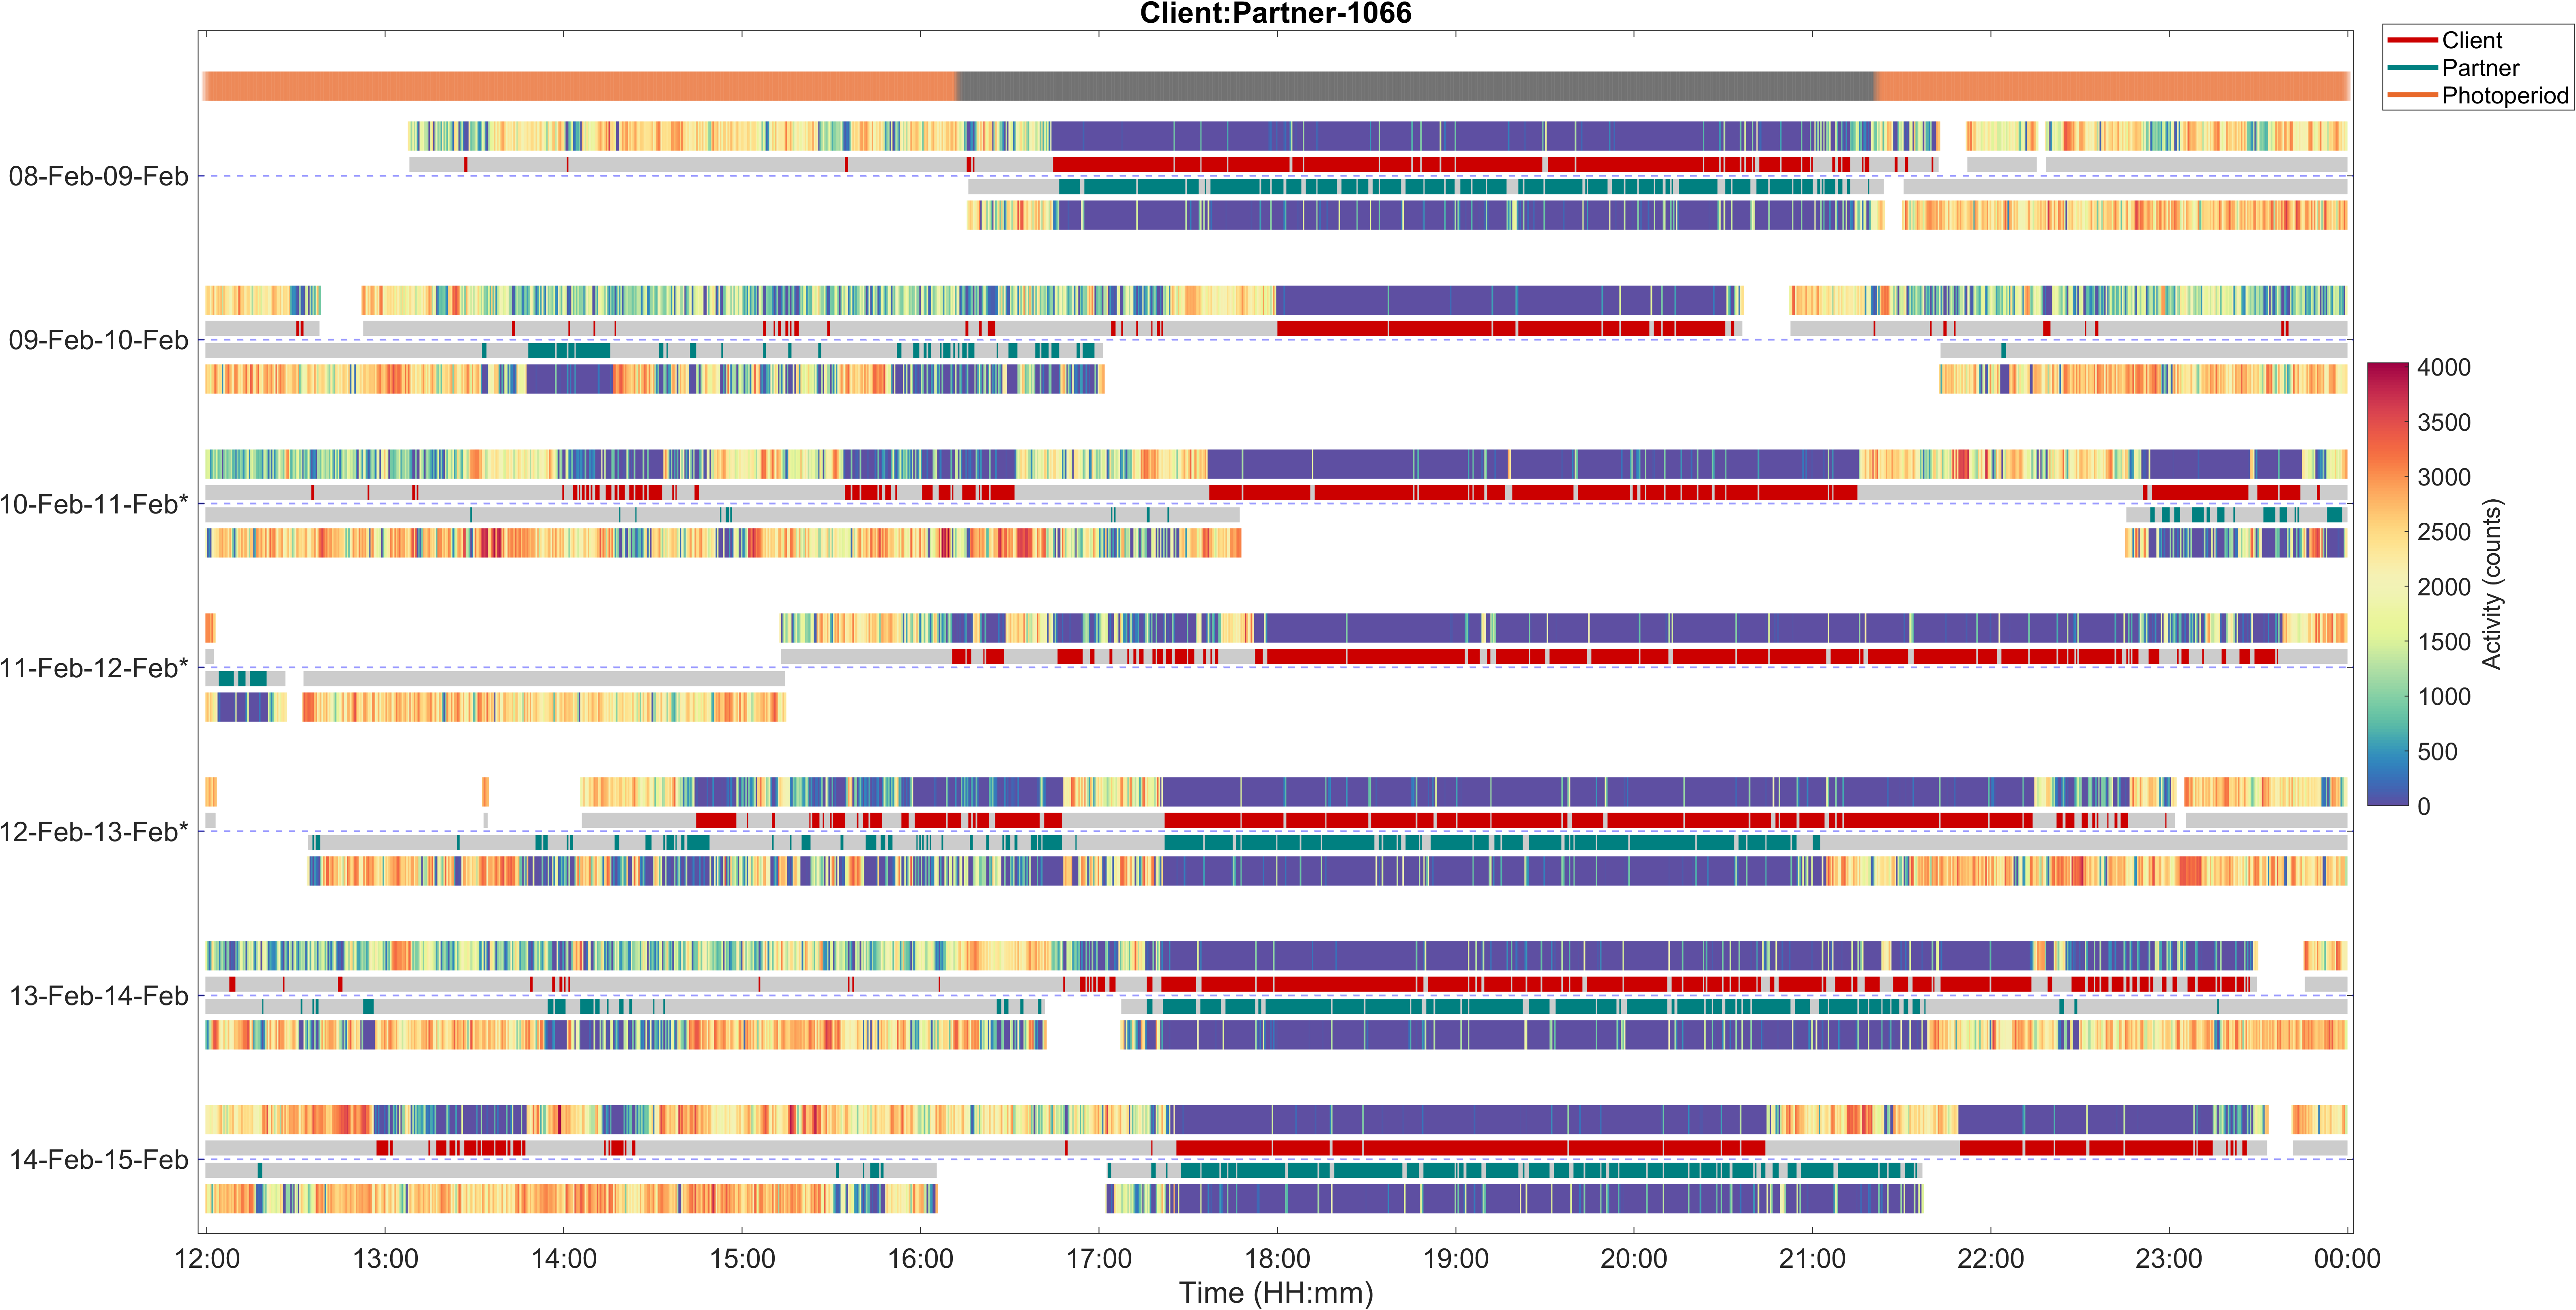 Client:Partner-1066
Client
Partner
Photoperiod
08-Feb-09-Feb
09-Feb-10-Feb
10-Feb-11-Feb*
11-Feb-12-Feb*
12-Feb-13-Feb*
13-Feb-14-Feb
14-Feb-15-Feb
4000
3500
3000
2500
2000
1500
1000
500
0
Activity (counts)
12:00 13:00 14:00 15:00 16:00 17:00 18:00 19:00 20:00 21:00 22:00 23:00 00:00
Time (HH:mm)